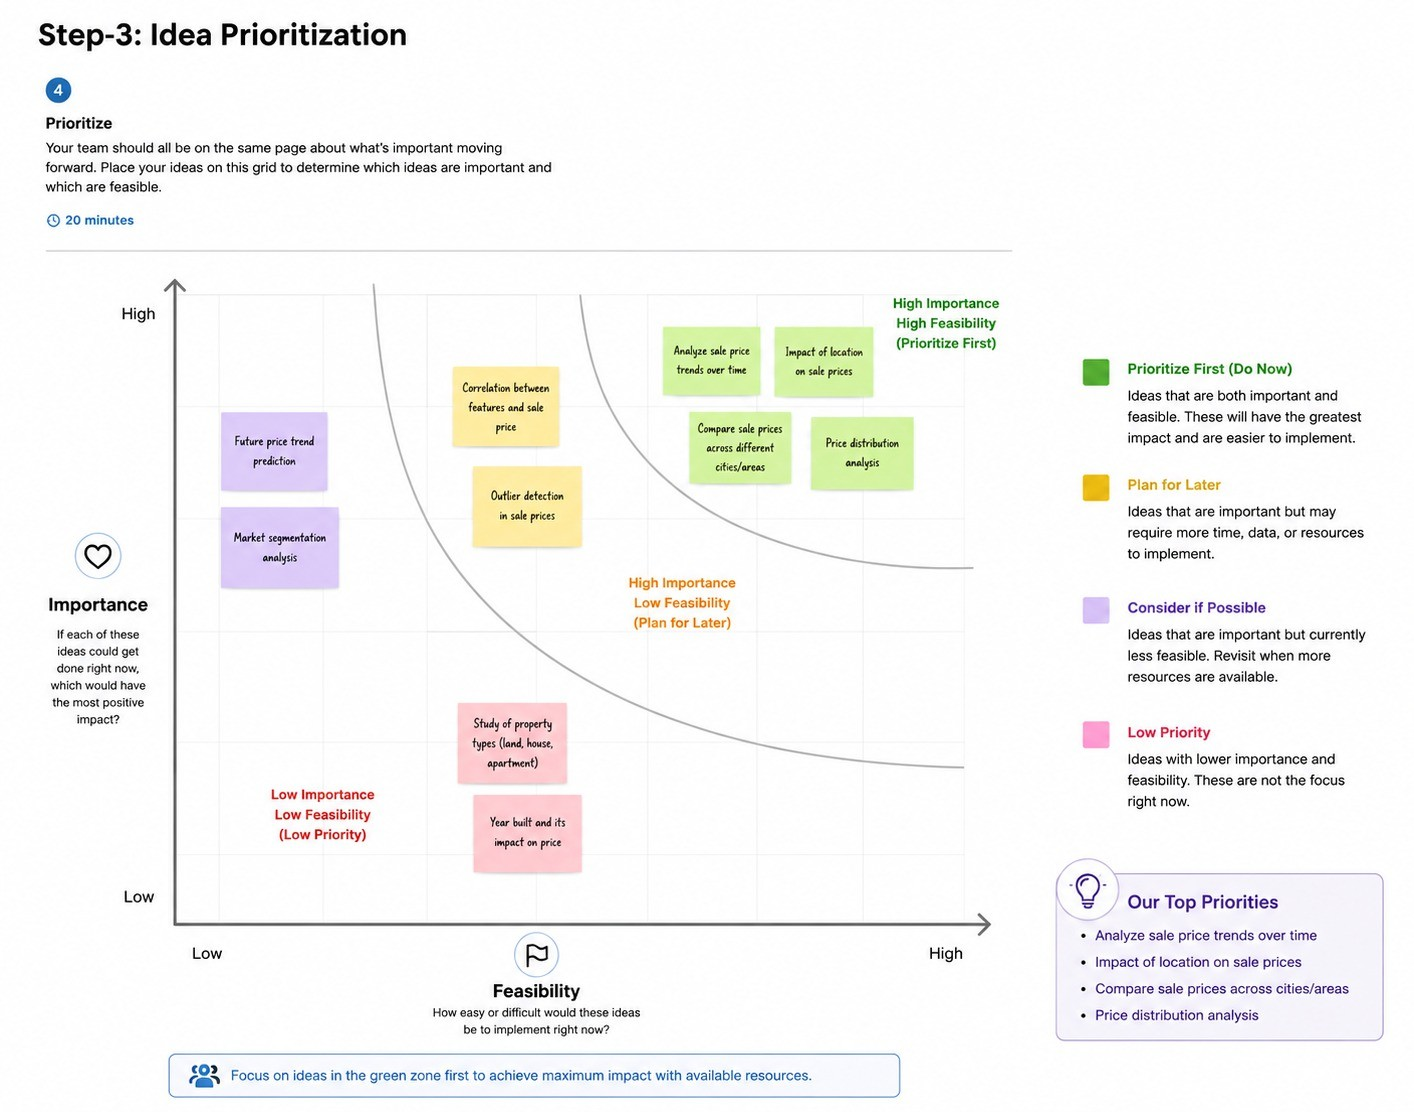 Step-3: Idea Prioritization
4
Prioritize
Your team should all be on the same page about what's important moving
forward. Place your ideas on this grid to determine which ideas are important and
which are feasible.
20 minutes
High
High Importance
High Feasibility
(Prioritize First)
Analyze sale price
trends over time
Impact of location
on sale prices
Correlation between
features and sale
price
Compare sale prices
across different
cities/areas
Price distribution
analysis
Future price trend
prediction
Outlier detection
in sale prices
Market segmentation
analysis
High Importance
Low Feasibility
(Plan for Later)
Importance
If each of these
ideas could get
done right now,
which would have
the most positive
impact?
Study of property
types (land, house,
apartment)
Low Importance
Low Feasibility
(Low Priority)
Year built and its
impact on price
Low
Low
High
Feasibility
How easy or difficult would these ideas
be to implement right now?
Focus on ideas in the green zone first to achieve maximum impact with available resources.
Prioritize First (Do Now)
Ideas that are both important and
feasible. These will have the greatest
impact and are easier to implement.
Plan for Later
Ideas that are important but may
require more time, data, or resources
to implement.
Consider if Possible
Ideas that are important but currently
less feasible. Revisit when more
resources are available.
Low Priority
Ideas with lower importance and
feasibility. These are not the focus
right now.
Our Top Priorities
• Analyze sale price trends over time
• Impact of location on sale prices
• Compare sale prices across cities/areas
• Price distribution analysis